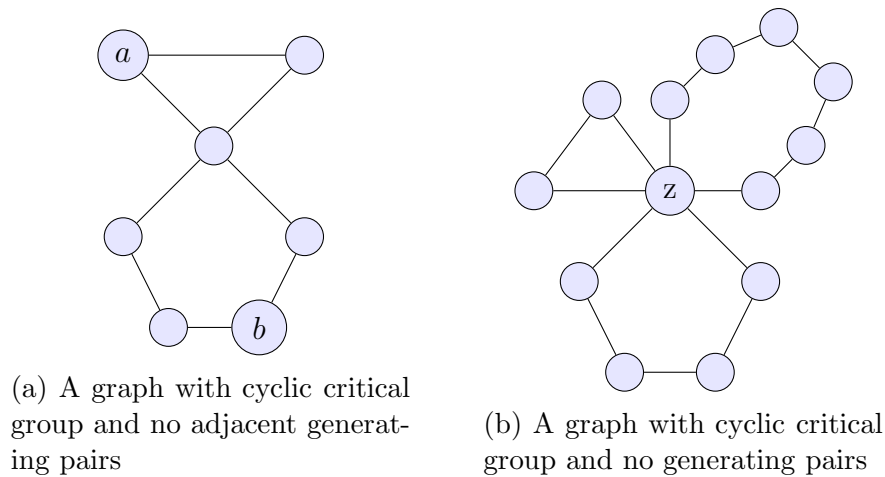 a
b
z
(a) A graph with cyclic critical
group and no adjacent generat-
ing pairs
(b) A graph with cyclic critical
group and no generating pairs